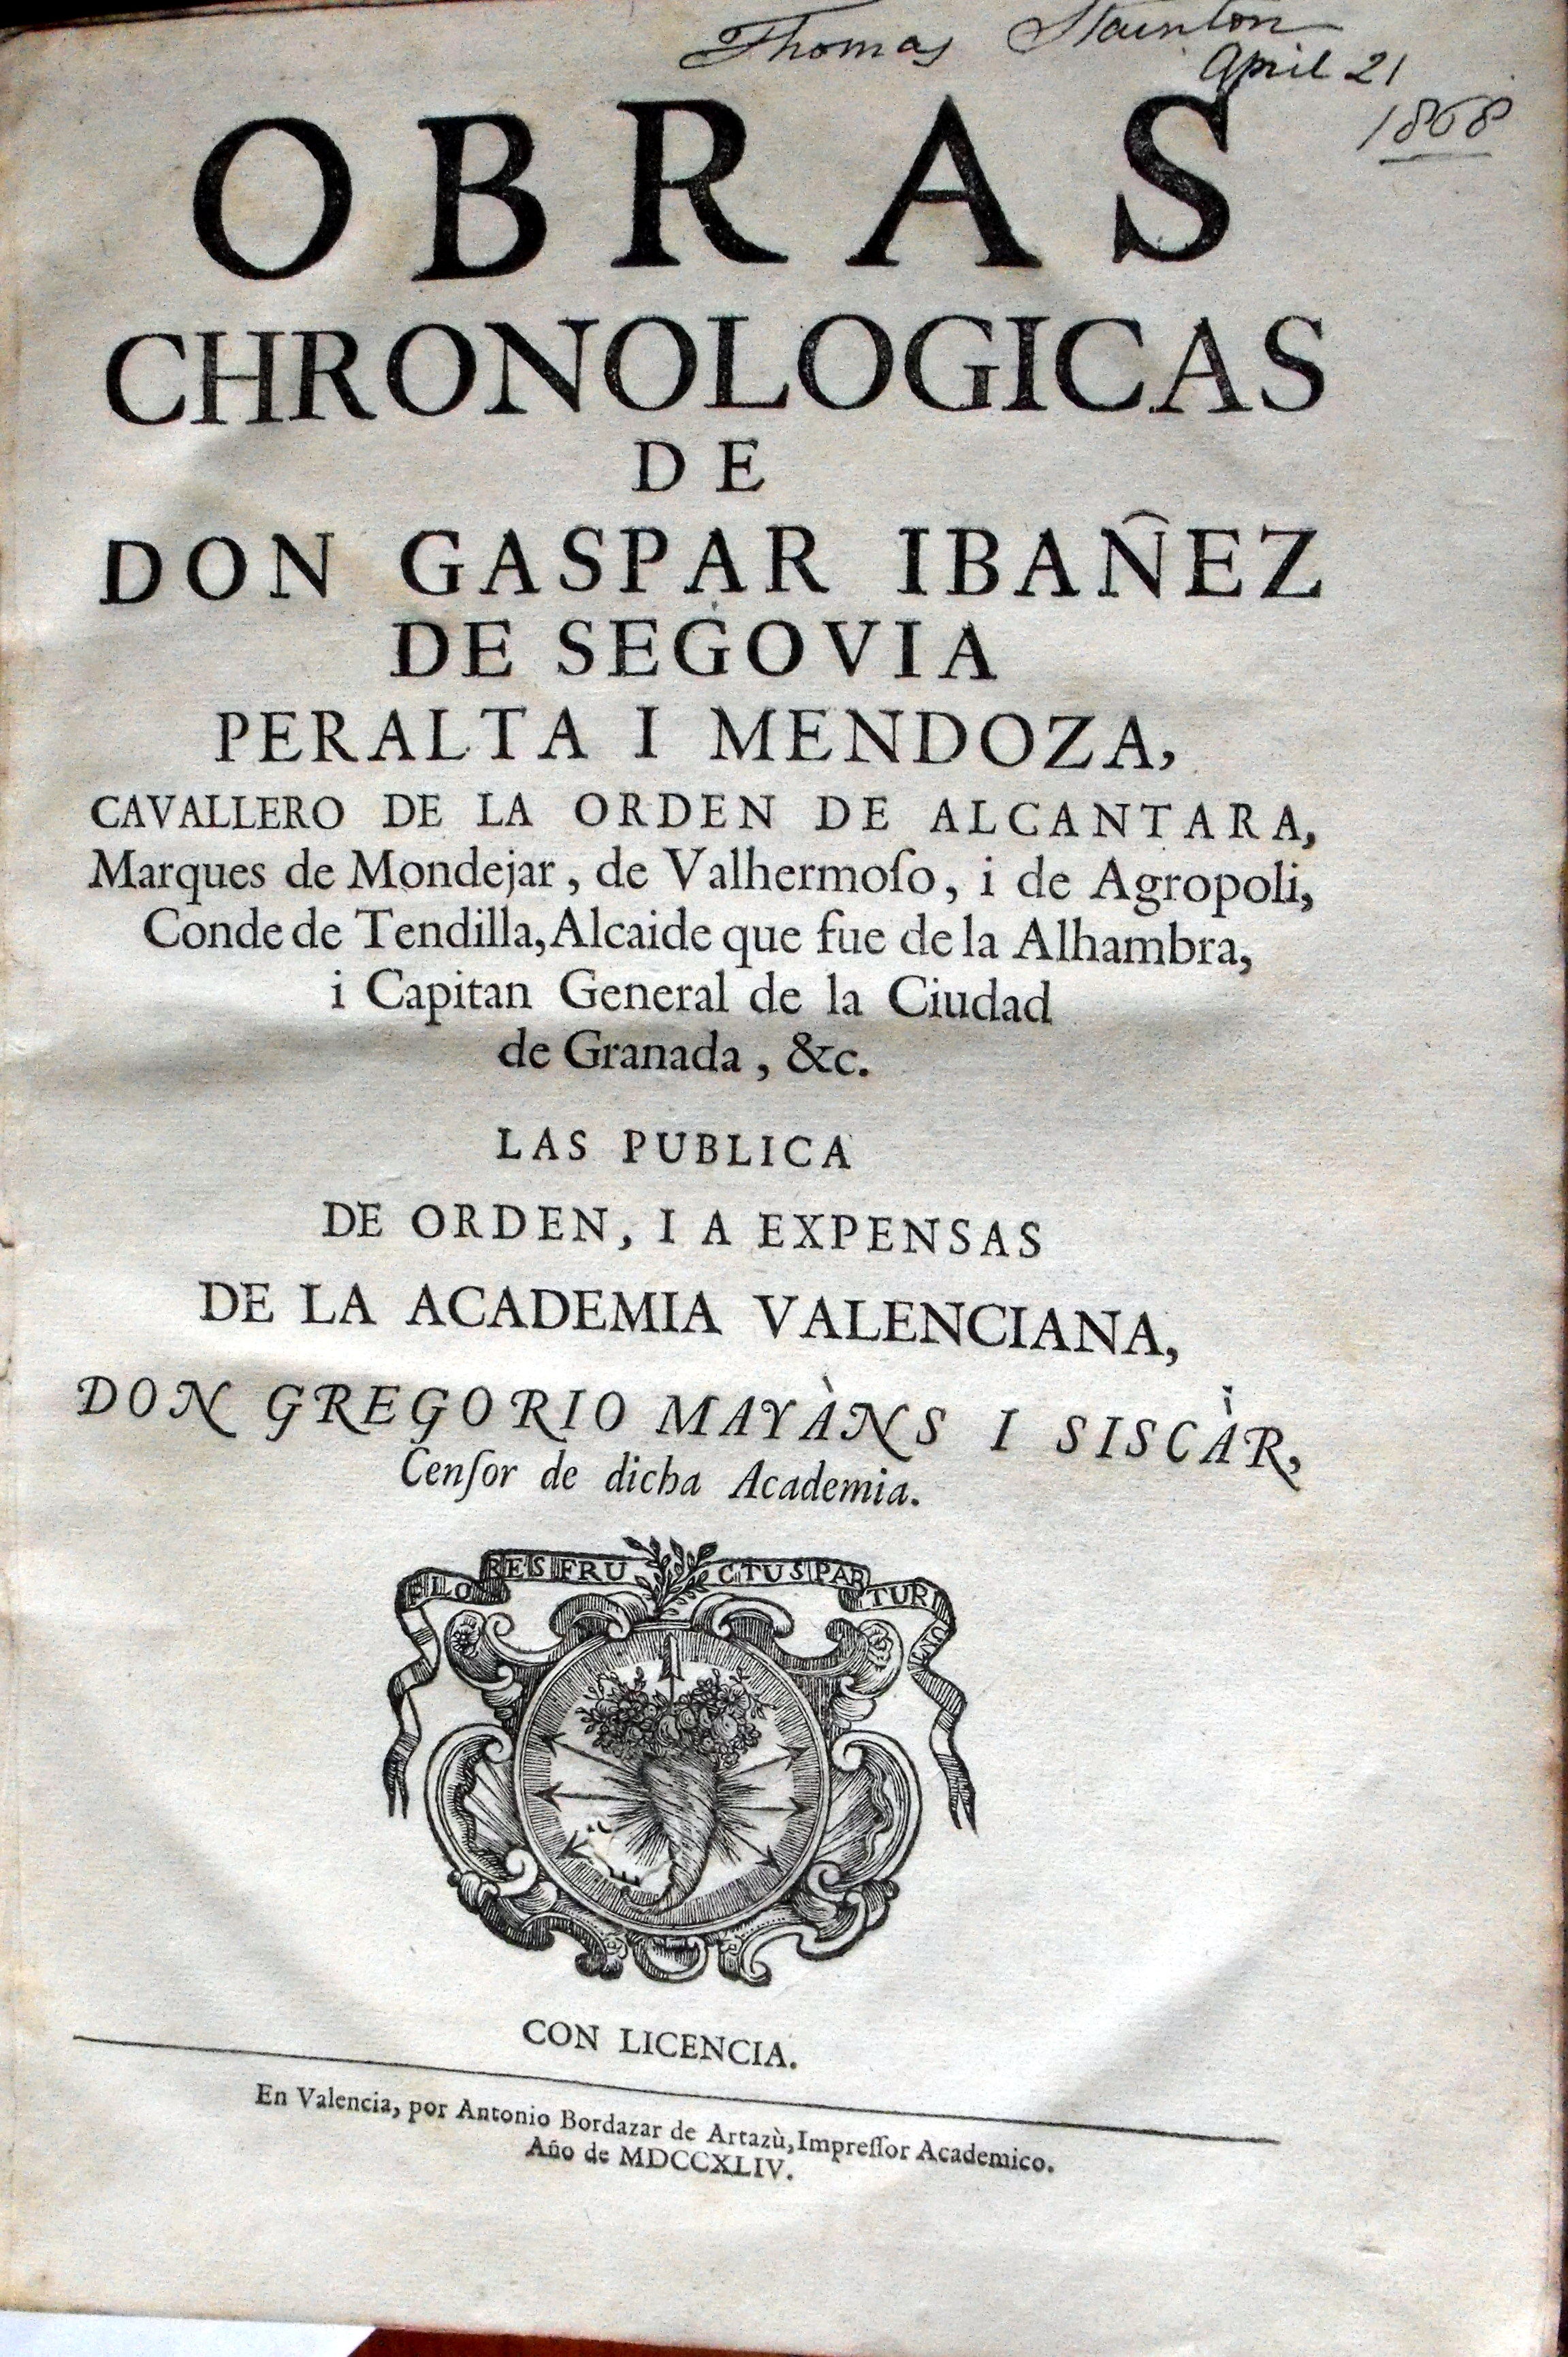 Thomas Staunton
April 21
1868
OBRAS
CHRONOLOGICAS
DE
DON GASPAR IBAÑEZ
DE SEGOVIA
PERALTA I MENDOZA,
CAVALLERO DE LA ORDEN DE ALCANTARA,
Marques de Mondejar, de Valhermoſo, i de Agropoli,
Conde de Tendilla, Alcaide que fue de la Alhambra,
i Capitan General de la Ciudad
de Granada, &c.
LAS PUBLICA
DE ORDEN, I A EXPENSAS
DE LA ACADEMIA VALENCIANA,
DON GREGORIO MAYÀNS I SISCÀR,
Cenſor de dicha Academia.
FLORES FRUCTUS PARTURIUNT
CON LICENCIA.
En Valencia, por Antonio Bordazar de Artazù, Impreſſor Academico.
Año de MDCCXLIV.